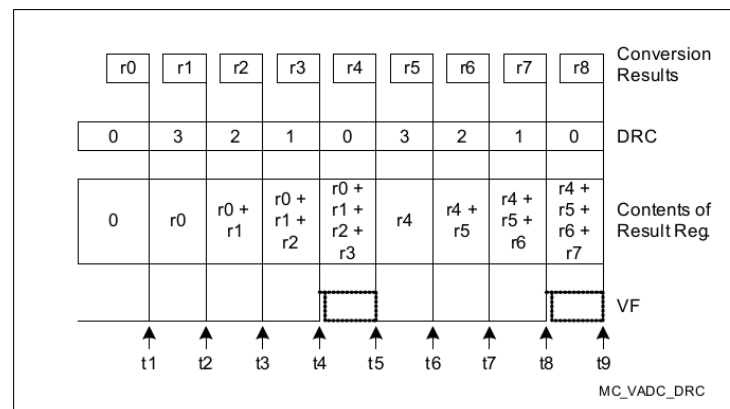 r0 r1 r2 r3 r4 r5 r6 r7 r8
Conversion
Results
0 3 2 1 0 3 2 1 0 DRC
0 r0 r0 + r1 r0 + r1 + r2 r0 + r1 + r2 + r3 r4 r4 + r5 r4 + r5 + r6 r4 + r5 + r6 + r7
Contents of
Result Reg.
VF
t1 t2 t3 t4 t5 t6 t7 t8 t9
MC_VADC_DRC